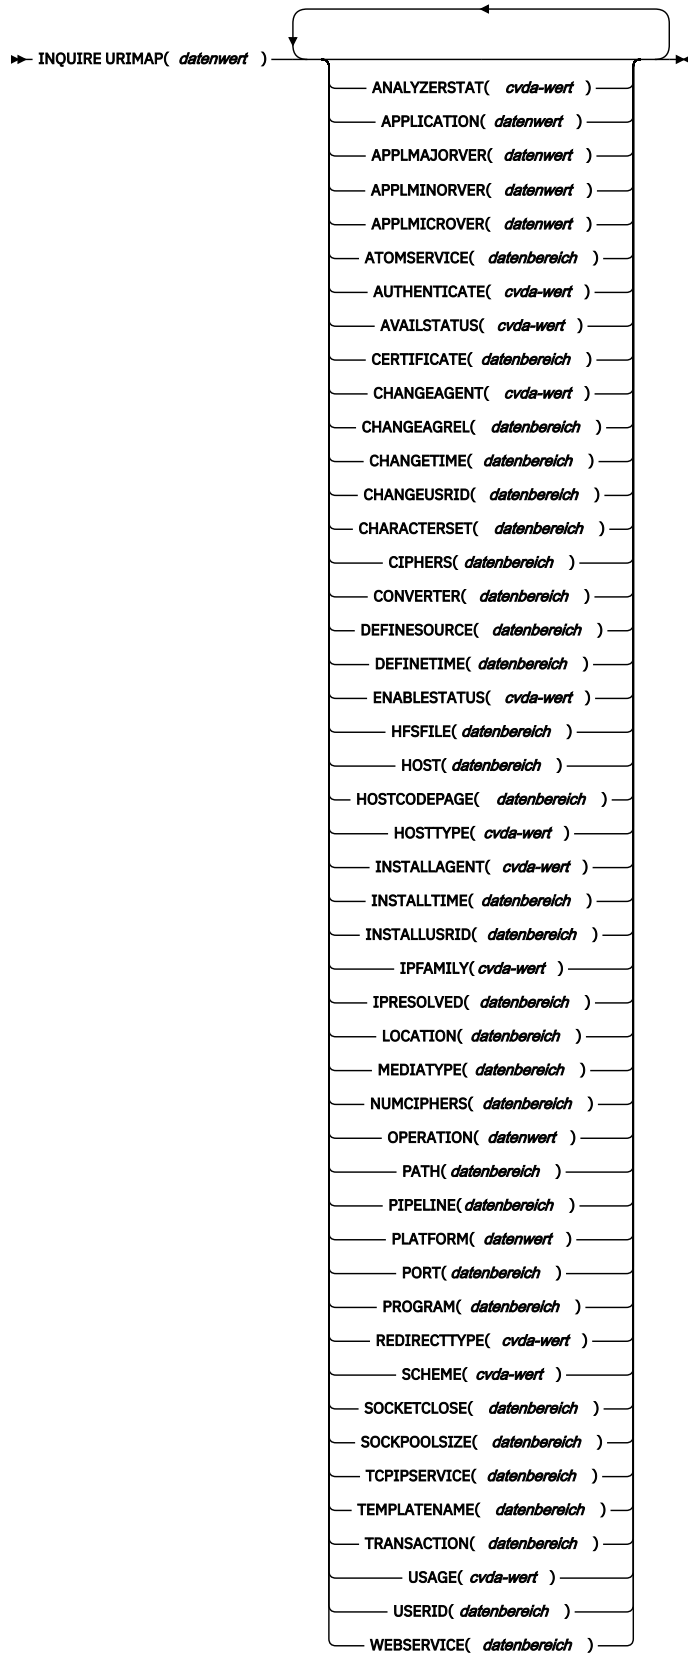 INQUIRE URIMAP( datenwert )
ANALYZERSTAT( cvda-wert )
APPLICATION( datenwert )
APPLMAJORVER( datenwert )
APPLMINORVER( datenwert )
APPLMICROVER( datenwert )
ATOMSERVICE( datenbereich )
AUTHENTICATE( cvda-wert )
AVAILSTATUS( cvda-wert )
CERTIFICATE( datenbereich )
CHANGEAGENT( cvda-wert )
CHANGEAGREL( datenbereich )
CHANGETIME( datenbereich )
CHANGEUSRID( datenbereich )
CHARACTERSET( datenbereich )
CIPHERS( datenbereich )
CONVERTER( datenbereich )
DEFINESOURCE( datenbereich )
DEFINETIME( datenbereich )
ENABLESTATUS( cvda-wert )
HFSFILE( datenbereich )
HOST( datenbereich )
HOSTCODEPAGE( datenbereich )
HOSTTYPE( cvda-wert )
INSTALLAGENT( cvda-wert )
INSTALLTIME( datenbereich )
INSTALLUSRID( datenbereich )
IPFAMILY( cvda-wert )
IPRESOLVED( datenbereich )
LOCATION( datenbereich )
MEDIATYPE( datenbereich )
NUMCIPHERS( datenbereich )
OPERATION( datenwert )
PATH( datenbereich )
PIPELINE( datenbereich )
PLATFORM( datenwert )
PORT( datenbereich )
PROGRAM( datenbereich )
REDIRECTTYPE( cvda-wert )
SCHEME( cvda-wert )
SOCKETCLOSE( datenbereich )
SOCKPOOLSIZE( datenbereich )
TCPIPSERVICE( datenbereich )
TEMPLATENAME( datenbereich )
TRANSACTION( datenbereich )
USAGE( cvda-wert )
USERID( datenbereich )
WEBSERVICE( datenbereich )